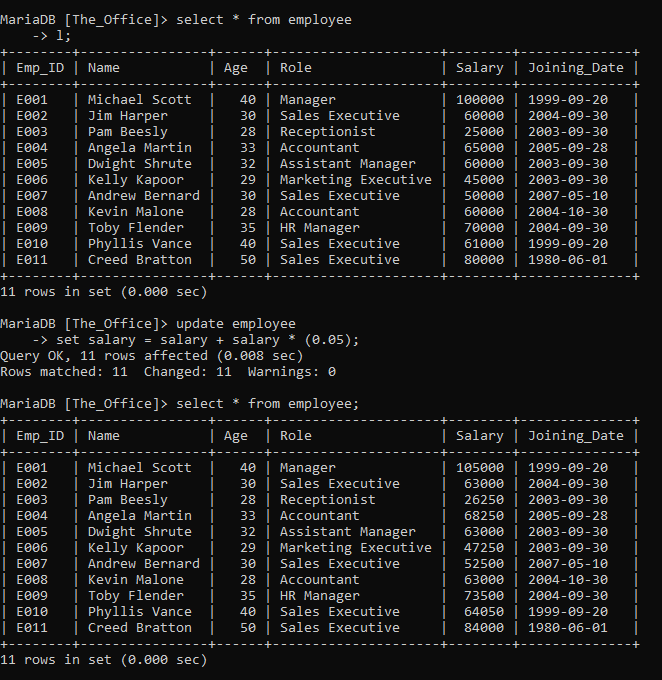 MariaDB [The_Office]> select * from employee
    -> l;
+--------+----------------+------+---------------------+--------+--------------+
| Emp_ID | Name           | Age  | Role                | Salary | Joining_Date |
+--------+----------------+------+---------------------+--------+--------------+
| E001   | Michael Scott  |   40 | Manager             | 100000 | 1999-09-20   |
| E002   | Jim Harper     |   30 | Sales Executive     |  60000 | 2004-09-30   |
| E003   | Pam Beesly     |   28 | Receptionist        |  25000 | 2003-09-30   |
| E004   | Angela Martin  |   33 | Accountant          |  65000 | 2005-09-28   |
| E005   | Dwight Shrute  |   32 | Assistant Manager   |  60000 | 2003-09-30   |
| E006   | Kelly Kapoor   |   29 | Marketing Executive |  45000 | 2003-09-30   |
| E007   | Andrew Bernard |   30 | Sales Executive     |  50000 | 2007-05-10   |
| E008   | Kevin Malone   |   28 | Accountant          |  60000 | 2004-10-30   |
| E009   | Toby Flender   |   35 | HR Manager          |  70000 | 2004-09-30   |
| E010   | Phyllis Vance  |   40 | Sales Executive     |  61000 | 1999-09-20   |
| E011   | Creed Bratton  |   50 | Sales Executive     |  80000 | 1980-06-01   |
+--------+----------------+------+---------------------+--------+--------------+
11 rows in set (0.000 sec)
MariaDB [The_Office]> update employee
    -> set salary = salary + salary * (0.05);
Query OK, 11 rows affected (0.008 sec)
Rows matched: 11  Changed: 11  Warnings: 0
MariaDB [The_Office]> select * from employee;
+--------+----------------+------+---------------------+--------+--------------+
| Emp_ID | Name           | Age  | Role                | Salary | Joining_Date |
+--------+----------------+------+---------------------+--------+--------------+
| E001   | Michael Scott  |   40 | Manager             | 105000 | 1999-09-20   |
| E002   | Jim Harper     |   30 | Sales Executive     |  63000 | 2004-09-30   |
| E003   | Pam Beesly     |   28 | Receptionist        |  26250 | 2003-09-30   |
| E004   | Angela Martin  |   33 | Accountant          |  68250 | 2005-09-28   |
| E005   | Dwight Shrute  |   32 | Assistant Manager   |  63000 | 2003-09-30   |
| E006   | Kelly Kapoor   |   29 | Marketing Executive |  47250 | 2003-09-30   |
| E007   | Andrew Bernard |   30 | Sales Executive     |  52500 | 2007-05-10   |
| E008   | Kevin Malone   |   28 | Accountant          |  63000 | 2004-10-30   |
| E009   | Toby Flender   |   35 | HR Manager          |  73500 | 2004-09-30   |
| E010   | Phyllis Vance  |   40 | Sales Executive     |  64050 | 1999-09-20   |
| E011   | Creed Bratton  |   50 | Sales Executive     |  84000 | 1980-06-01   |
+--------+----------------+------+---------------------+--------+--------------+
11 rows in set (0.000 sec)